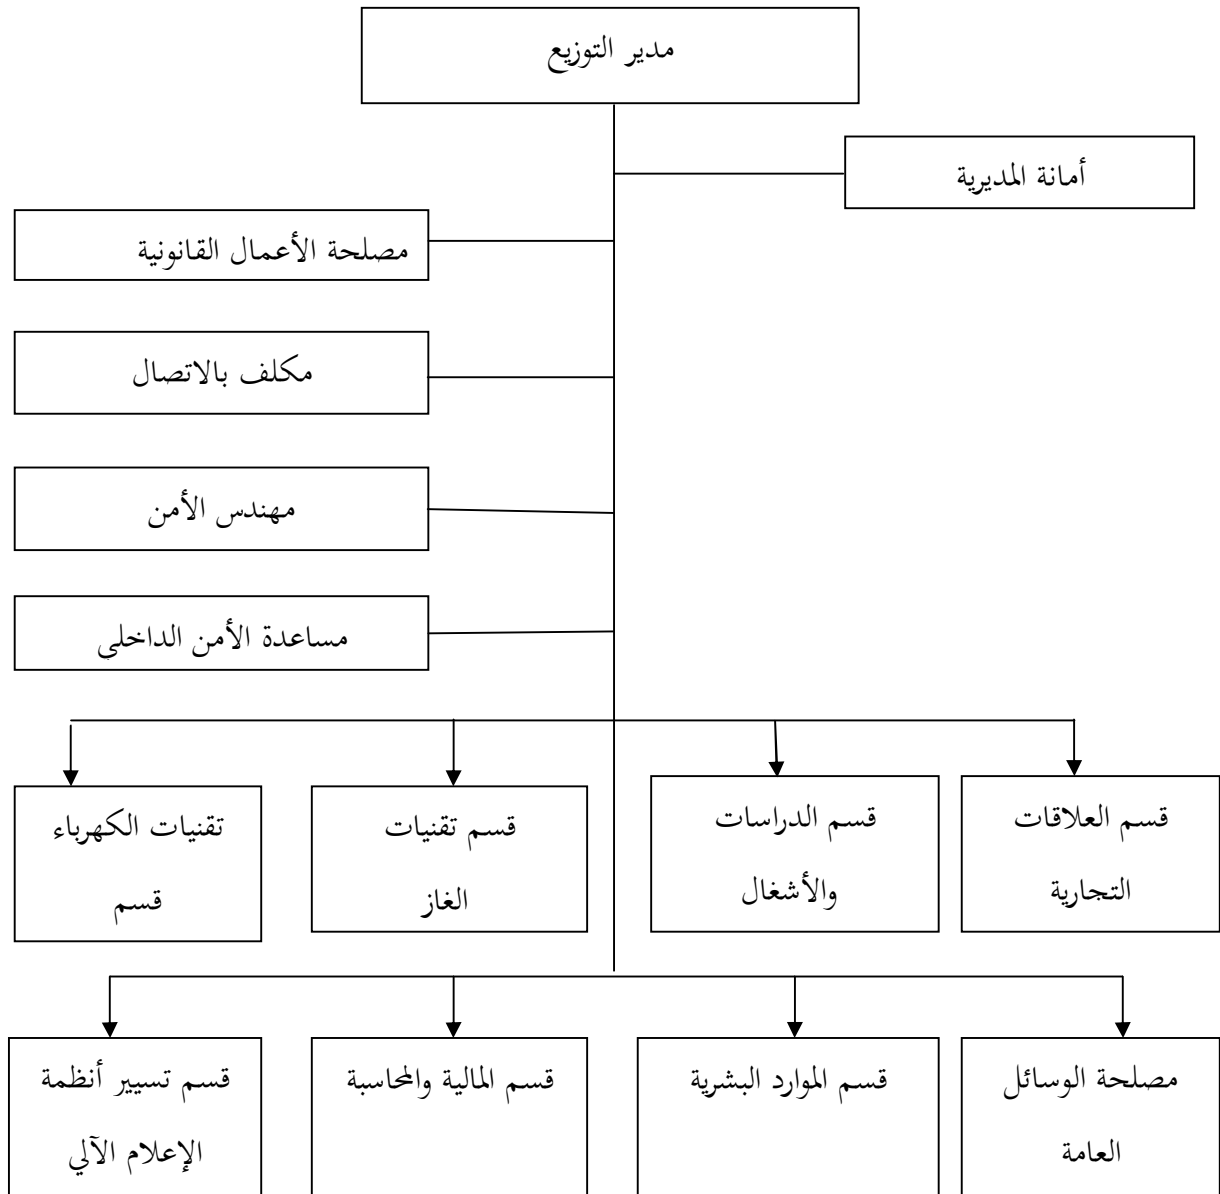 مدير التوزيع
أمانة المديرية
مصلحة الأعمال القانونية
مكلف بالاتصال
مهندس الأمن
مساعدة الأمن الداخلي
قسم العلاقات
التجارية
قسم الدراسات
والأشغال
قسم تقنيات
الغاز
تقنيات الكهرباء
قسم
مصلحة الوسائل
العامة
قسم الموارد البشرية
قسم المالية والمحاسبة
قسم تسيير أنظمة
الإعلام الآلي